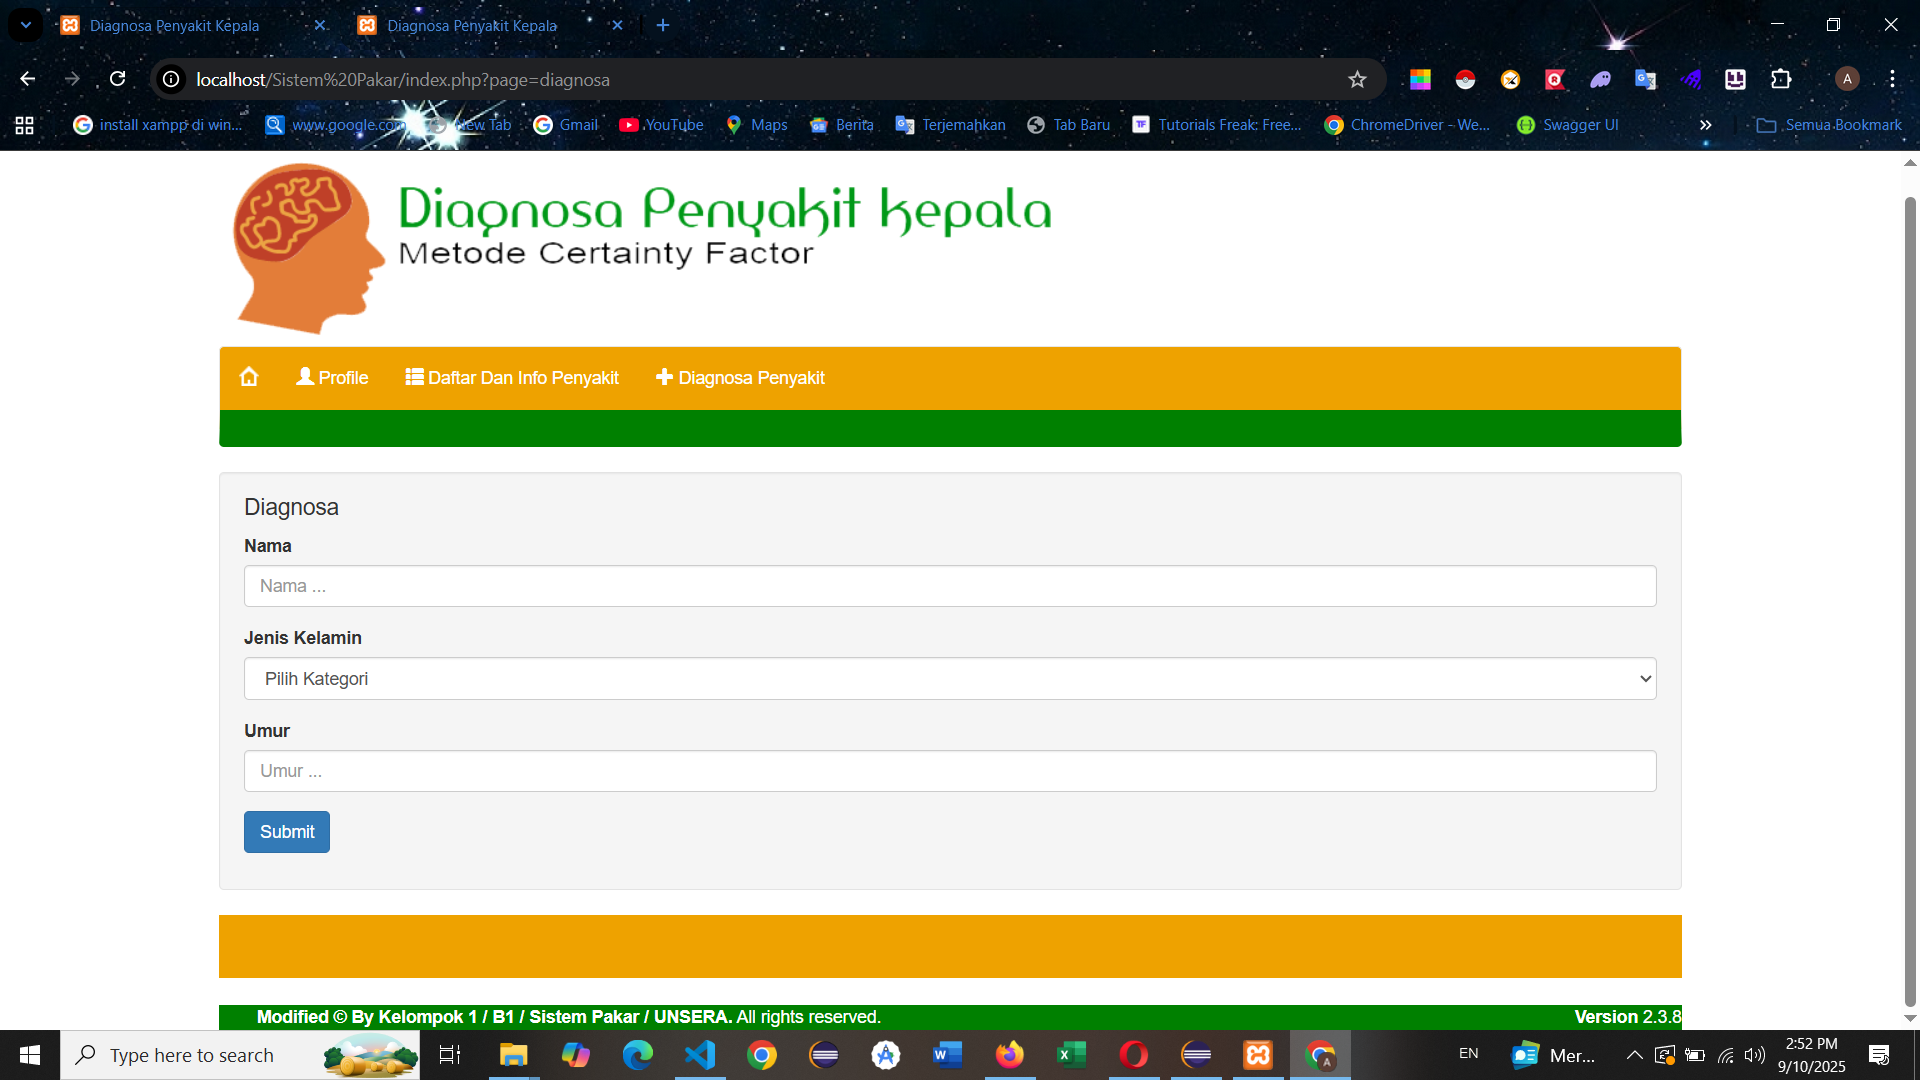 Diagnosa Penyakit Kepala
Diagnosa Penyakit Kepala
localhost/Sistem%20Pakar/index.php?page=diagnosa
A
install xampp di win...
www.google.com
New Tab
Gmail
YouTube
Maps
Berita
Terjemahkan
Tab Baru
Tutorials Freak: Free...
ChromeDriver - We...
Swagger UI
Semua Bookmark
Diagnosa Penyakit kepala
Metode Certainty Factor
Profile
Daftar Dan Info Penyakit
Diagnosa Penyakit
Diagnosa
Nama
Nama ...
Jenis Kelamin
Pilih Kategori
Umur
Umur ...
Submit
Modified © By Kelompok 1 / B1 / Sistem Pakar / UNSERA. All rights reserved.
Version 2.3.8
Type here to search
EN
Mer...
2:52 PM
9/10/2025